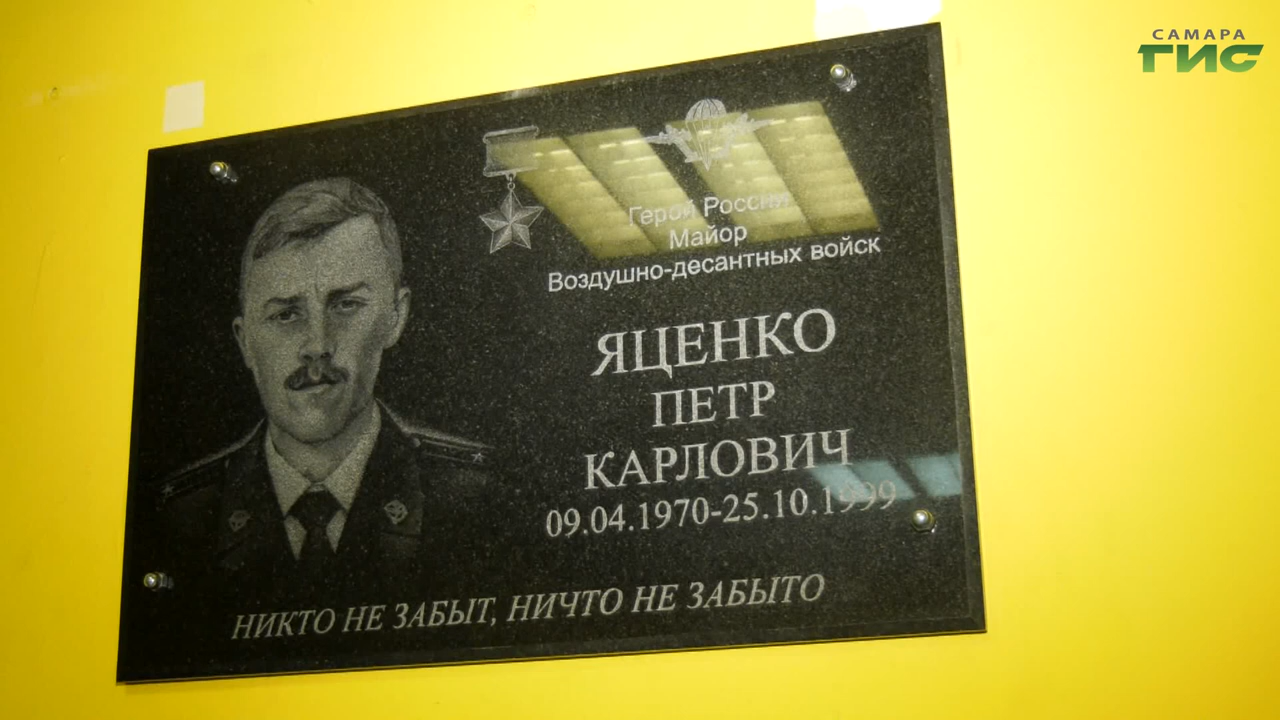 САМАРА
ГИС
Герой России
Майор
Воздушно-десантных войск
ЯЦЕНКО
ПЕТР
КАРЛОВИЧ
09.04.1970-25.10.1999
НИКТО НЕ ЗАБЫТ, НИЧТО НЕ ЗАБЫТО